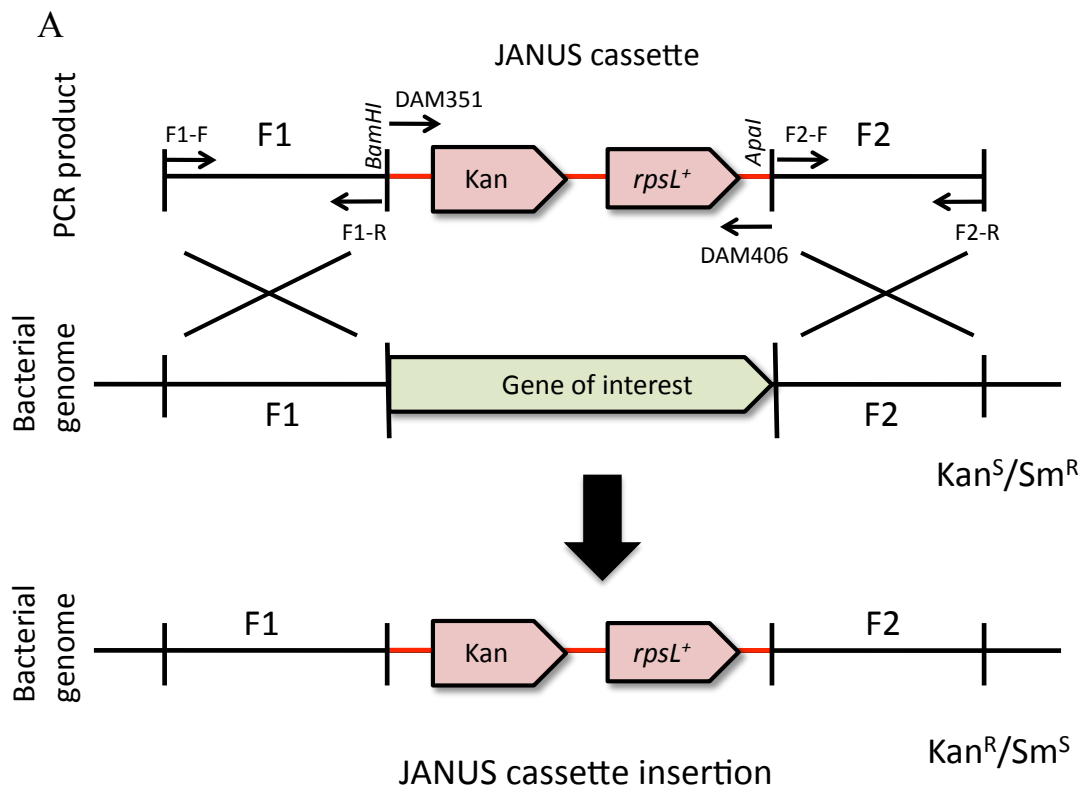 A
JANUS cassette
PCR product
F1-F
F1
BamHI
DAM351
Kan
rpsL⁺
ApaI
F2-F
F2
F1-R
DAM406
F2-R
Bacterial
genome
Gene of interest
F1
F2
Kanˢ/Smᴿ
Bacterial
genome
F1
Kan
rpsL⁺
F2
Kanᴿ/Smˢ
JANUS cassette insertion